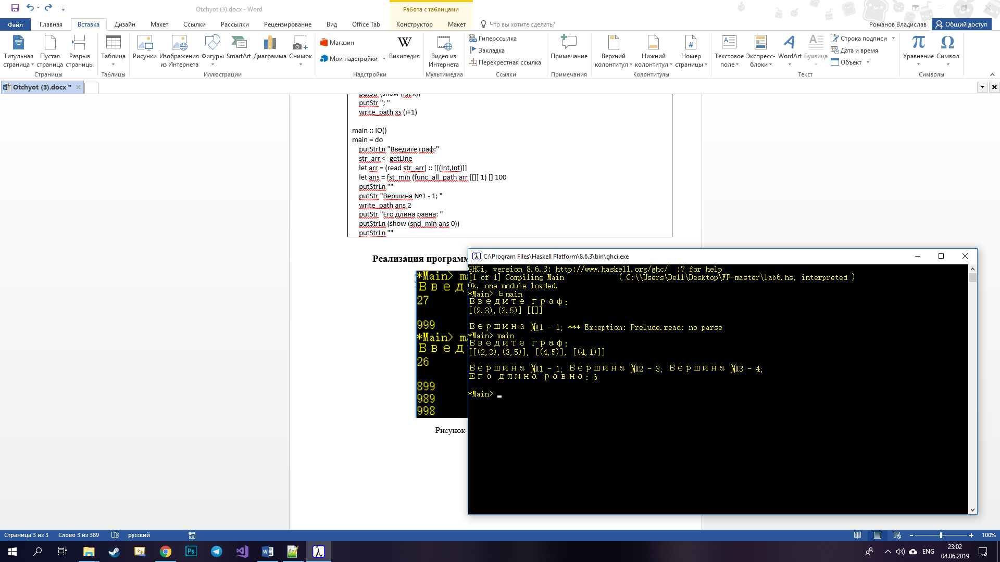 Otchyot (3).docx - Word
Работа с таблицами
Файл Главная Вставка Дизайн Макет Ссылки Рассылки Рецензирование Вид Office Tab Конструктор Макет Что вы хотите сделать? Романов Владислав Общий доступ
Титульная страница Пустая страница Разрыв страницы
Страницы
Таблица
Таблицы
Рисунки Изображения из Интернета Фигуры SmartArt Диаграмма Снимок
Иллюстрации
Магазин
Мои надстройки
Википедия
Надстройки
Видео из Интернета
Мультимедиа
Гиперссылка
Закладка
Перекрестная ссылка
Ссылки
Примечание
Примечания
Верхний колонтитул Нижний колонтитул Номер страницы
Колонтитулы
Текстовое поле Экспресс-блоки WordArt Буквица
Строка подписи
Дата и время
Объект
Текст
Уравнение Символ
Символы
Otchyot (3).docx *
putStr (show (fst x))
putStr "; "
write_path xs (i+1)
main :: IO()
main = do
putStrLn "Введите граф:"
str_arr <- getLine
let arr = (read str_arr) :: [[(Int,Int)]]
let ans = fst_min (func_all_path arr [[]] 1) [] 100
putStrLn ""
putStr "Вершина №1 - 1; "
write_path ans 2
putStr "Его длина равна: "
putStrLn (show (snd_min ans 0))
putStrLn ""
Реализация программ
*Main> m
Введ
27
999
*Main> m
Введ
26
899
989
998
Рисунок
C:\Program Files\Haskell Platform\8.6.3\bin\ghci.exe
GHCi, version 8.6.3: http://www.haskell.org/ghc/  :? for help
[1 of 1] Compiling Main             ( C:\\Users\Dell\Desktop\FP-master\lab6.hs, interpreted )
Ok, one module loaded.
*Main> ьmain
Введите граф:
[(2,3),(3,5)] [[]]
Вершина №1 - 1; *** Exception: Prelude.read: no parse
*Main> main
Введите граф:
[[(2,3),(3,5)], [(4,5)], [(4,1)]]
Вершина №1 - 1; Вершина №2 - 3; Вершина №3 - 4;
Его длина равна: 6
*Main>
Страница 3 из 3 Слово 3 из 389 русский 100%
ENG
23:02
04.06.2019